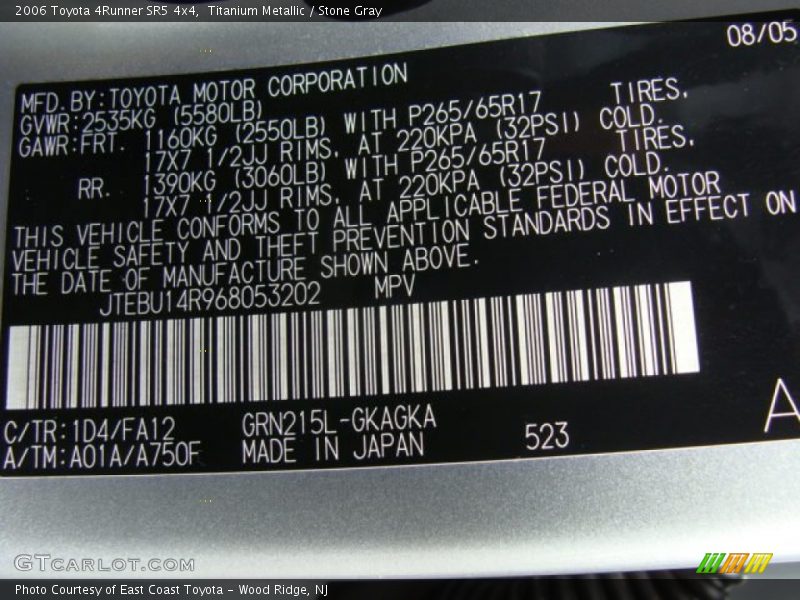 2006 Toyota 4Runner SR5 4x4, Titanium Metallic / Stone Gray
08/05
MFD.BY:TOYOTA MOTOR CORPORATION
GVWR:2535KG (5580LB)
GAWR:FRT. 1160KG (2550LB) WITH P265/65R17 TIRES,
17X7 1/2JJ RIMS, AT 220KPA (32PSI) COLD.
RR. 1390KG (3060LB) WITH P265/65R17 TIRES,
17X7 1/2JJ RIMS, AT 220KPA (32PSI) COLD.
THIS VEHICLE CONFORMS TO ALL APPLICABLE FEDERAL MOTOR
VEHICLE SAFETY AND THEFT PREVENTION STANDARDS IN EFFECT ON
THE DATE OF MANUFACTURE SHOWN ABOVE.
JTEBU14R968053202 MPV
C/TR:1D4/FA12 GRN215L-GKAGKA
A/TM:A01A/A750F MADE IN JAPAN 523
A
GTCARLOT.COM
Photo Courtesy of East Coast Toyota - Wood Ridge, NJ